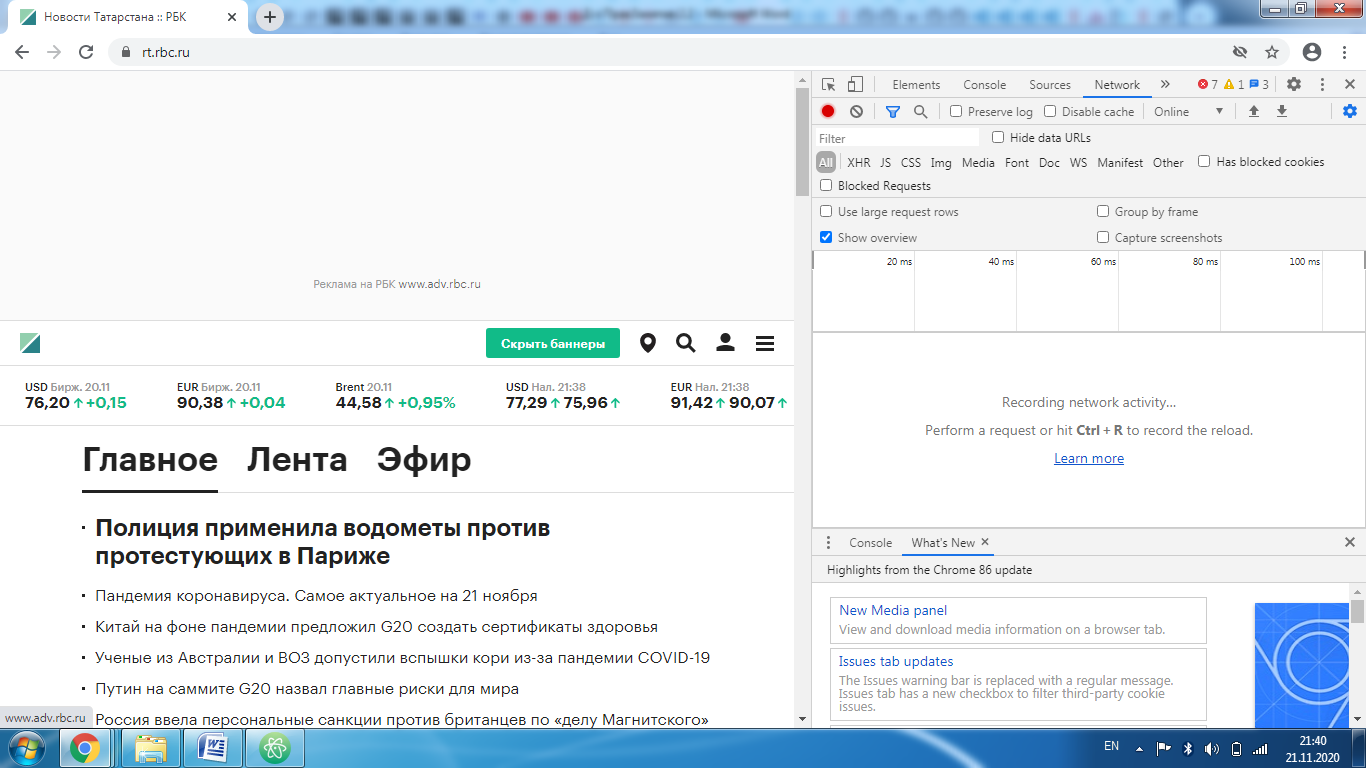 Новости Татарстана :: РБК
rt.rbc.ru
Реклама на РБК www.adv.rbc.ru
Скрыть баннеры
USD Бирж. 20.11
76,20 ↑ +0,15
EUR Бирж. 20.11
90,38 ↑ +0,04
Brent 20.11
44,58 ↑ +0,95%
USD Нал. 21:38
77,29 ↑ 75,96 ↑
EUR Нал. 21:38
91,42 ↑ 90,07 ↑
Главное Лента Эфир
Полиция применила водометы против
протестующих в Париже
Пандемия коронавируса. Самое актуальное на 21 ноября
Китай на фоне пандемии предложил G20 создать сертификаты здоровья
Ученые из Австралии и ВОЗ допустили вспышки кори из-за пандемии COVID-19
Путин на саммите G20 назвал главные риски для мира
Россия ввела персональные санкции против британцев по «делу Магнитского»
www.adv.rbc.ru
Elements Console Sources Network » 7 1 3
Preserve log Disable cache Online
Filter Hide data URLs
All XHR JS CSS Img Media Font Doc WS Manifest Other Has blocked cookies
Blocked Requests
Use large request rows Group by frame
Show overview Capture screenshots
20 ms 40 ms 60 ms 80 ms 100 ms
Recording network activity...
Perform a request or hit Ctrl + R to record the reload.
Learn more
Console What's New
Highlights from the Chrome 86 update
New Media panel
View and download media information on a browser tab.
Issues tab updates
The Issues warning bar is replaced with a regular message.
Issues tab has a new checkbox to filter third-party cookie
issues.
EN
21:40
21.11.2020